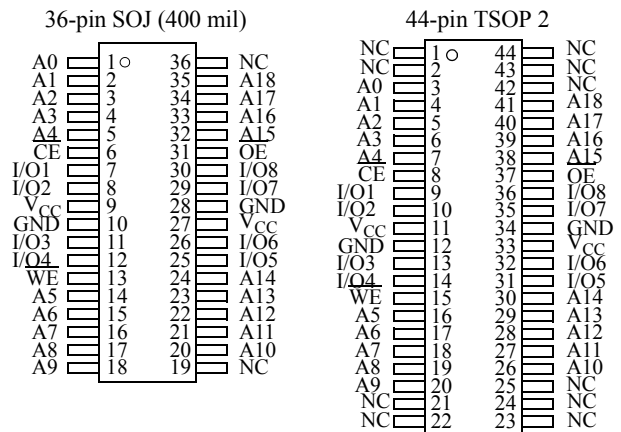 36-pin SOJ (400 mil)
A0 1 36 NC
A1 2 35 A18
A2 3 34 A17
A3 4 33 A16
A4 5 32 A15
CE 6 31 OE
I/O1 7 30 I/O8
I/O2 8 29 I/O7
VCC 9 28 GND
GND 10 27 VCC
I/O3 11 26 I/O6
I/O4 12 25 I/O5
WE 13 24 A14
A5 14 23 A13
A6 15 22 A12
A7 16 21 A11
A8 17 20 A10
A9 18 19 NC
44-pin TSOP 2
NC 1 44 NC
NC 2 43 NC
A0 3 42 NC
A1 4 41 A18
A2 5 40 A17
A3 6 39 A16
A4 7 38 A15
CE 8 37 OE
I/O1 9 36 I/O8
I/O2 10 35 I/O7
VCC 11 34 GND
GND 12 33 VCC
I/O3 13 32 I/O6
I/O4 14 31 I/O5
WE 15 30 A14
A5 16 29 A13
A6 17 28 A12
A7 18 27 A11
A8 19 26 A10
A9 20 25 NC
NC 21 24 NC
NC 22 23 NC